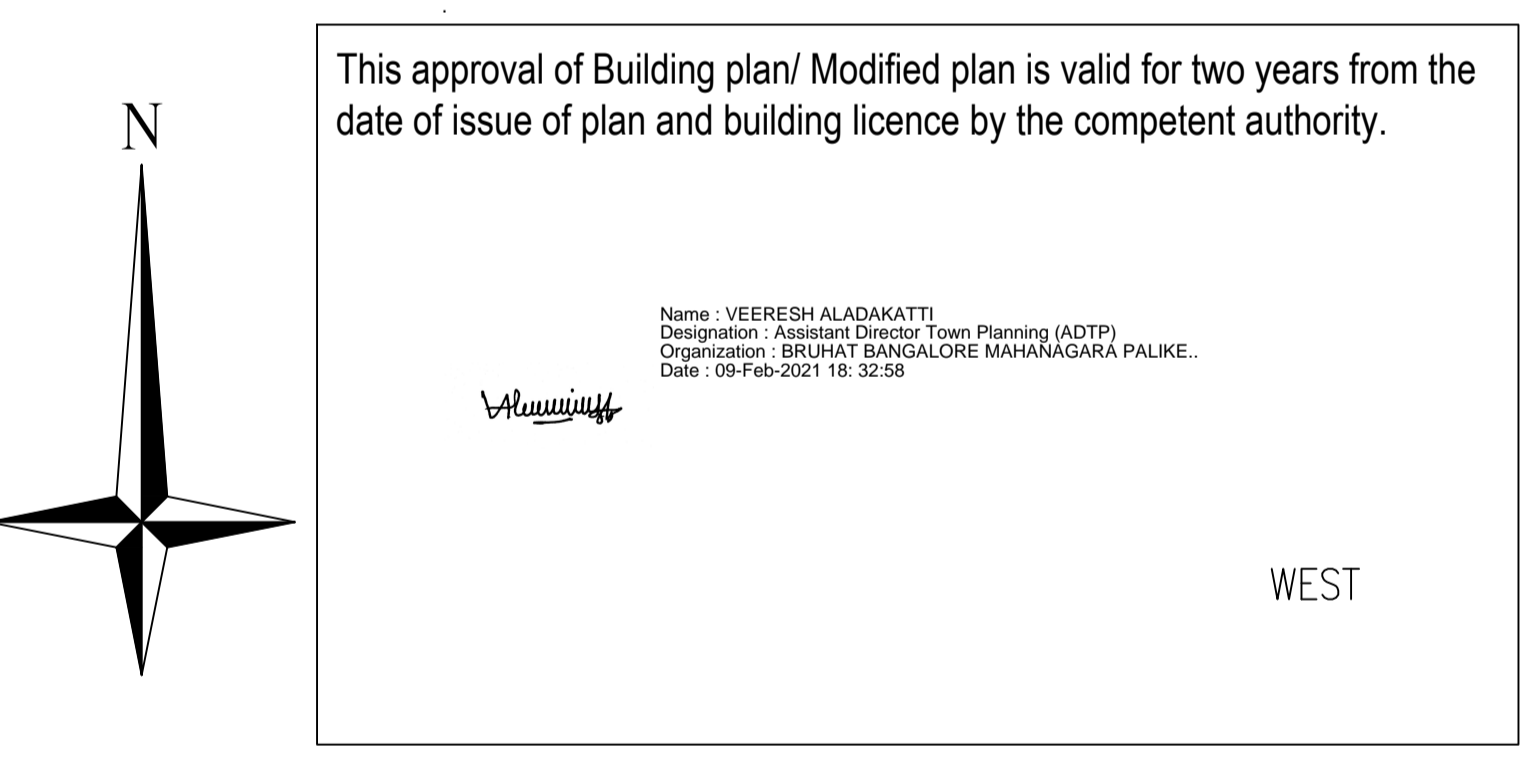 N
This approval of Building plan/ Modified plan is valid for two years from the
date of issue of plan and building licence by the competent authority.
Name : VEERESH ALADAKATTI
Designation : Assistant Director Town Planning (ADTP)
Organization : BRUHAT BANGALORE MAHANAGARA PALIKE..
Date : 09-Feb-2021 18: 32:58
WEST